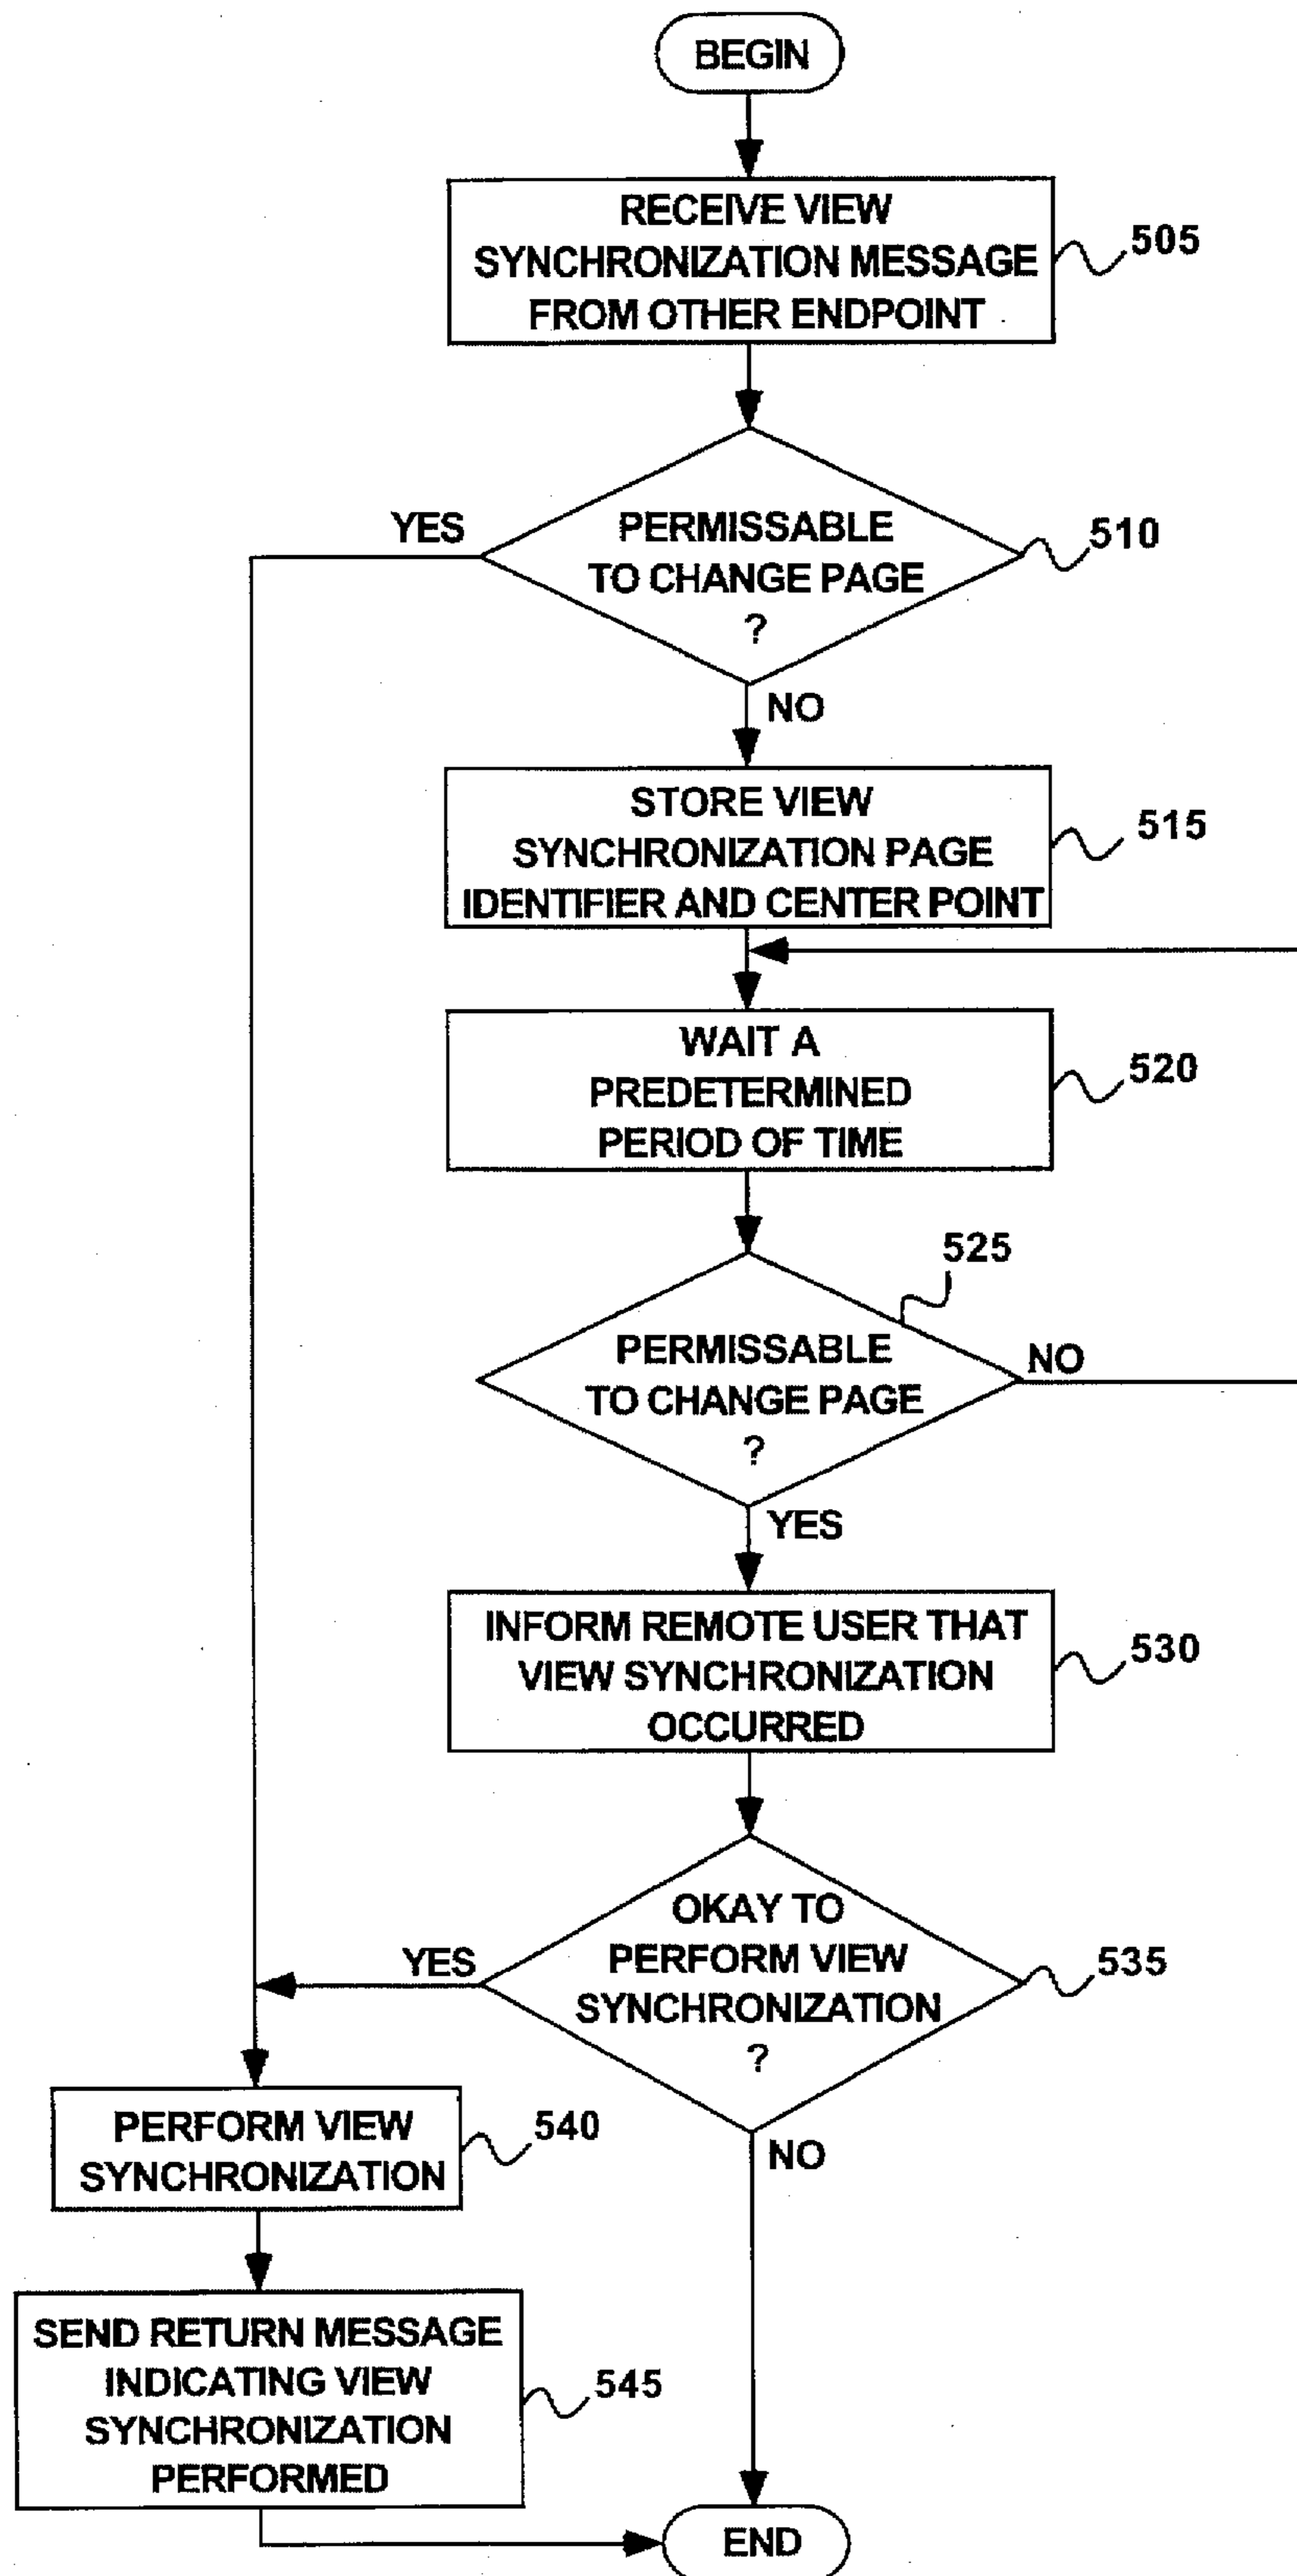 BEGIN
RECEIVE VIEW
SYNCHRONIZATION MESSAGE
FROM OTHER ENDPOINT
505
YES
PERMISSABLE
TO CHANGE PAGE
?
510
NO
STORE VIEW
SYNCHRONIZATION PAGE
IDENTIFIER AND CENTER POINT
515
WAIT A
PREDETERMINED
PERIOD OF TIME
520
525
PERMISSABLE
TO CHANGE PAGE
?
NO
YES
INFORM REMOTE USER THAT
VIEW SYNCHRONIZATION
OCCURRED
530
YES
OKAY TO
PERFORM VIEW
SYNCHRONIZATION
?
535
NO
PERFORM VIEW
SYNCHRONIZATION
540
SEND RETURN MESSAGE
INDICATING VIEW
SYNCHRONIZATION
PERFORMED
545
END